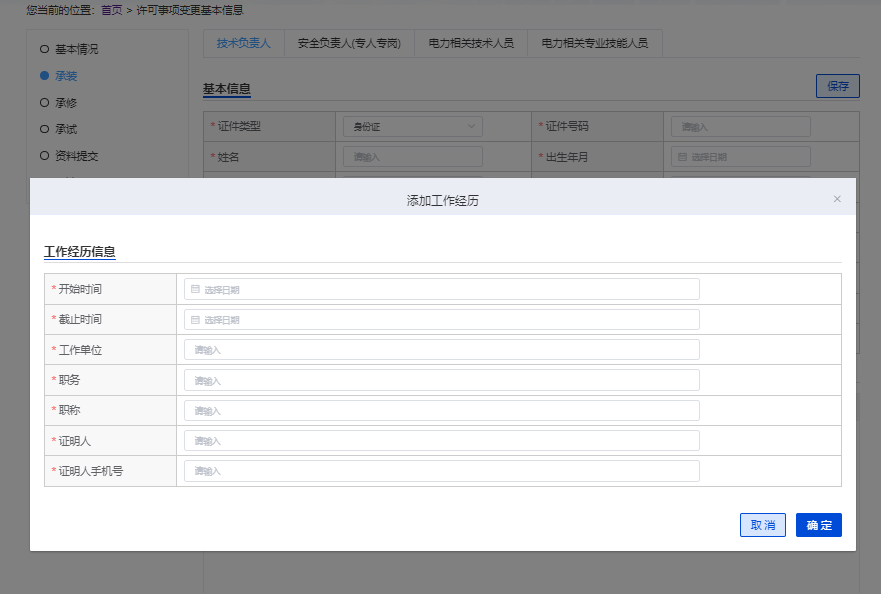 您当前的位置：首页 > 许可事项变更基本信息
基本情况
承装
承修
承试
资料提交
技术负责人 安全负责人(专人专岗) 电力相关技术人员 电力相关专业技能人员
基本信息 保存
*证件类型 身份证 *证件号码 请输入
*姓名 请输入 *出生年月 选择日期
添加工作经历 ×
工作经历信息
*开始时间 选择日期
*截止时间 选择日期
*工作单位 请输入
*职务 请输入
*职称 请输入
*证明人 请输入
*证明人手机号 请输入
取消 确定